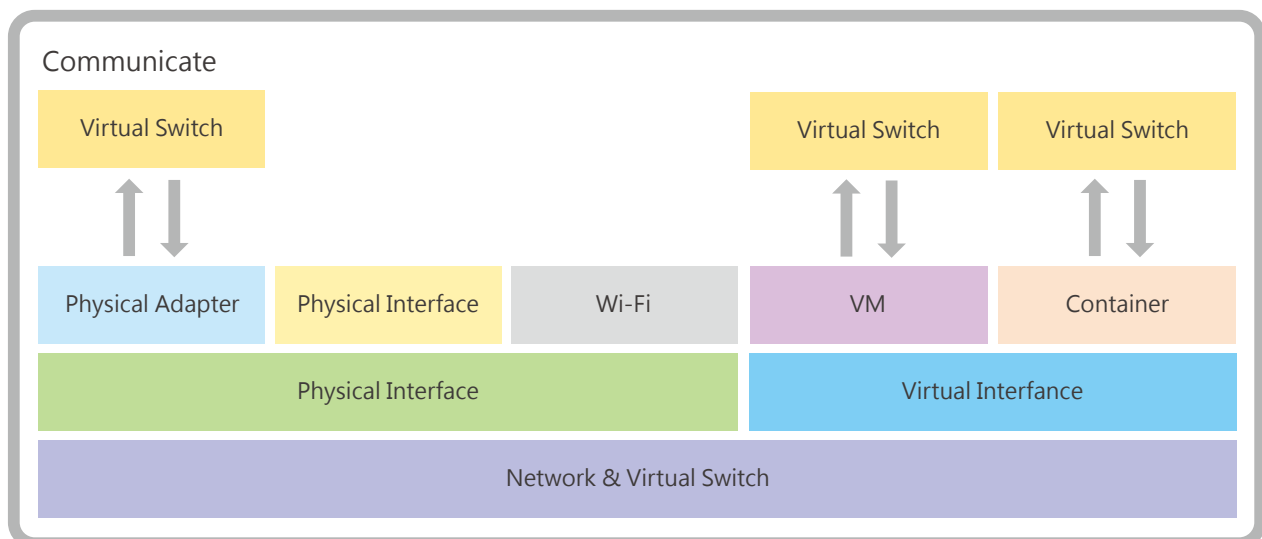 Communicate
Virtual Switch
Virtual Switch
Virtual Switch
Physical Adapter
Physical Interface
Wi-Fi
VM
Container
Physical Interface
Virtual Interfance
Network & Virtual Switch